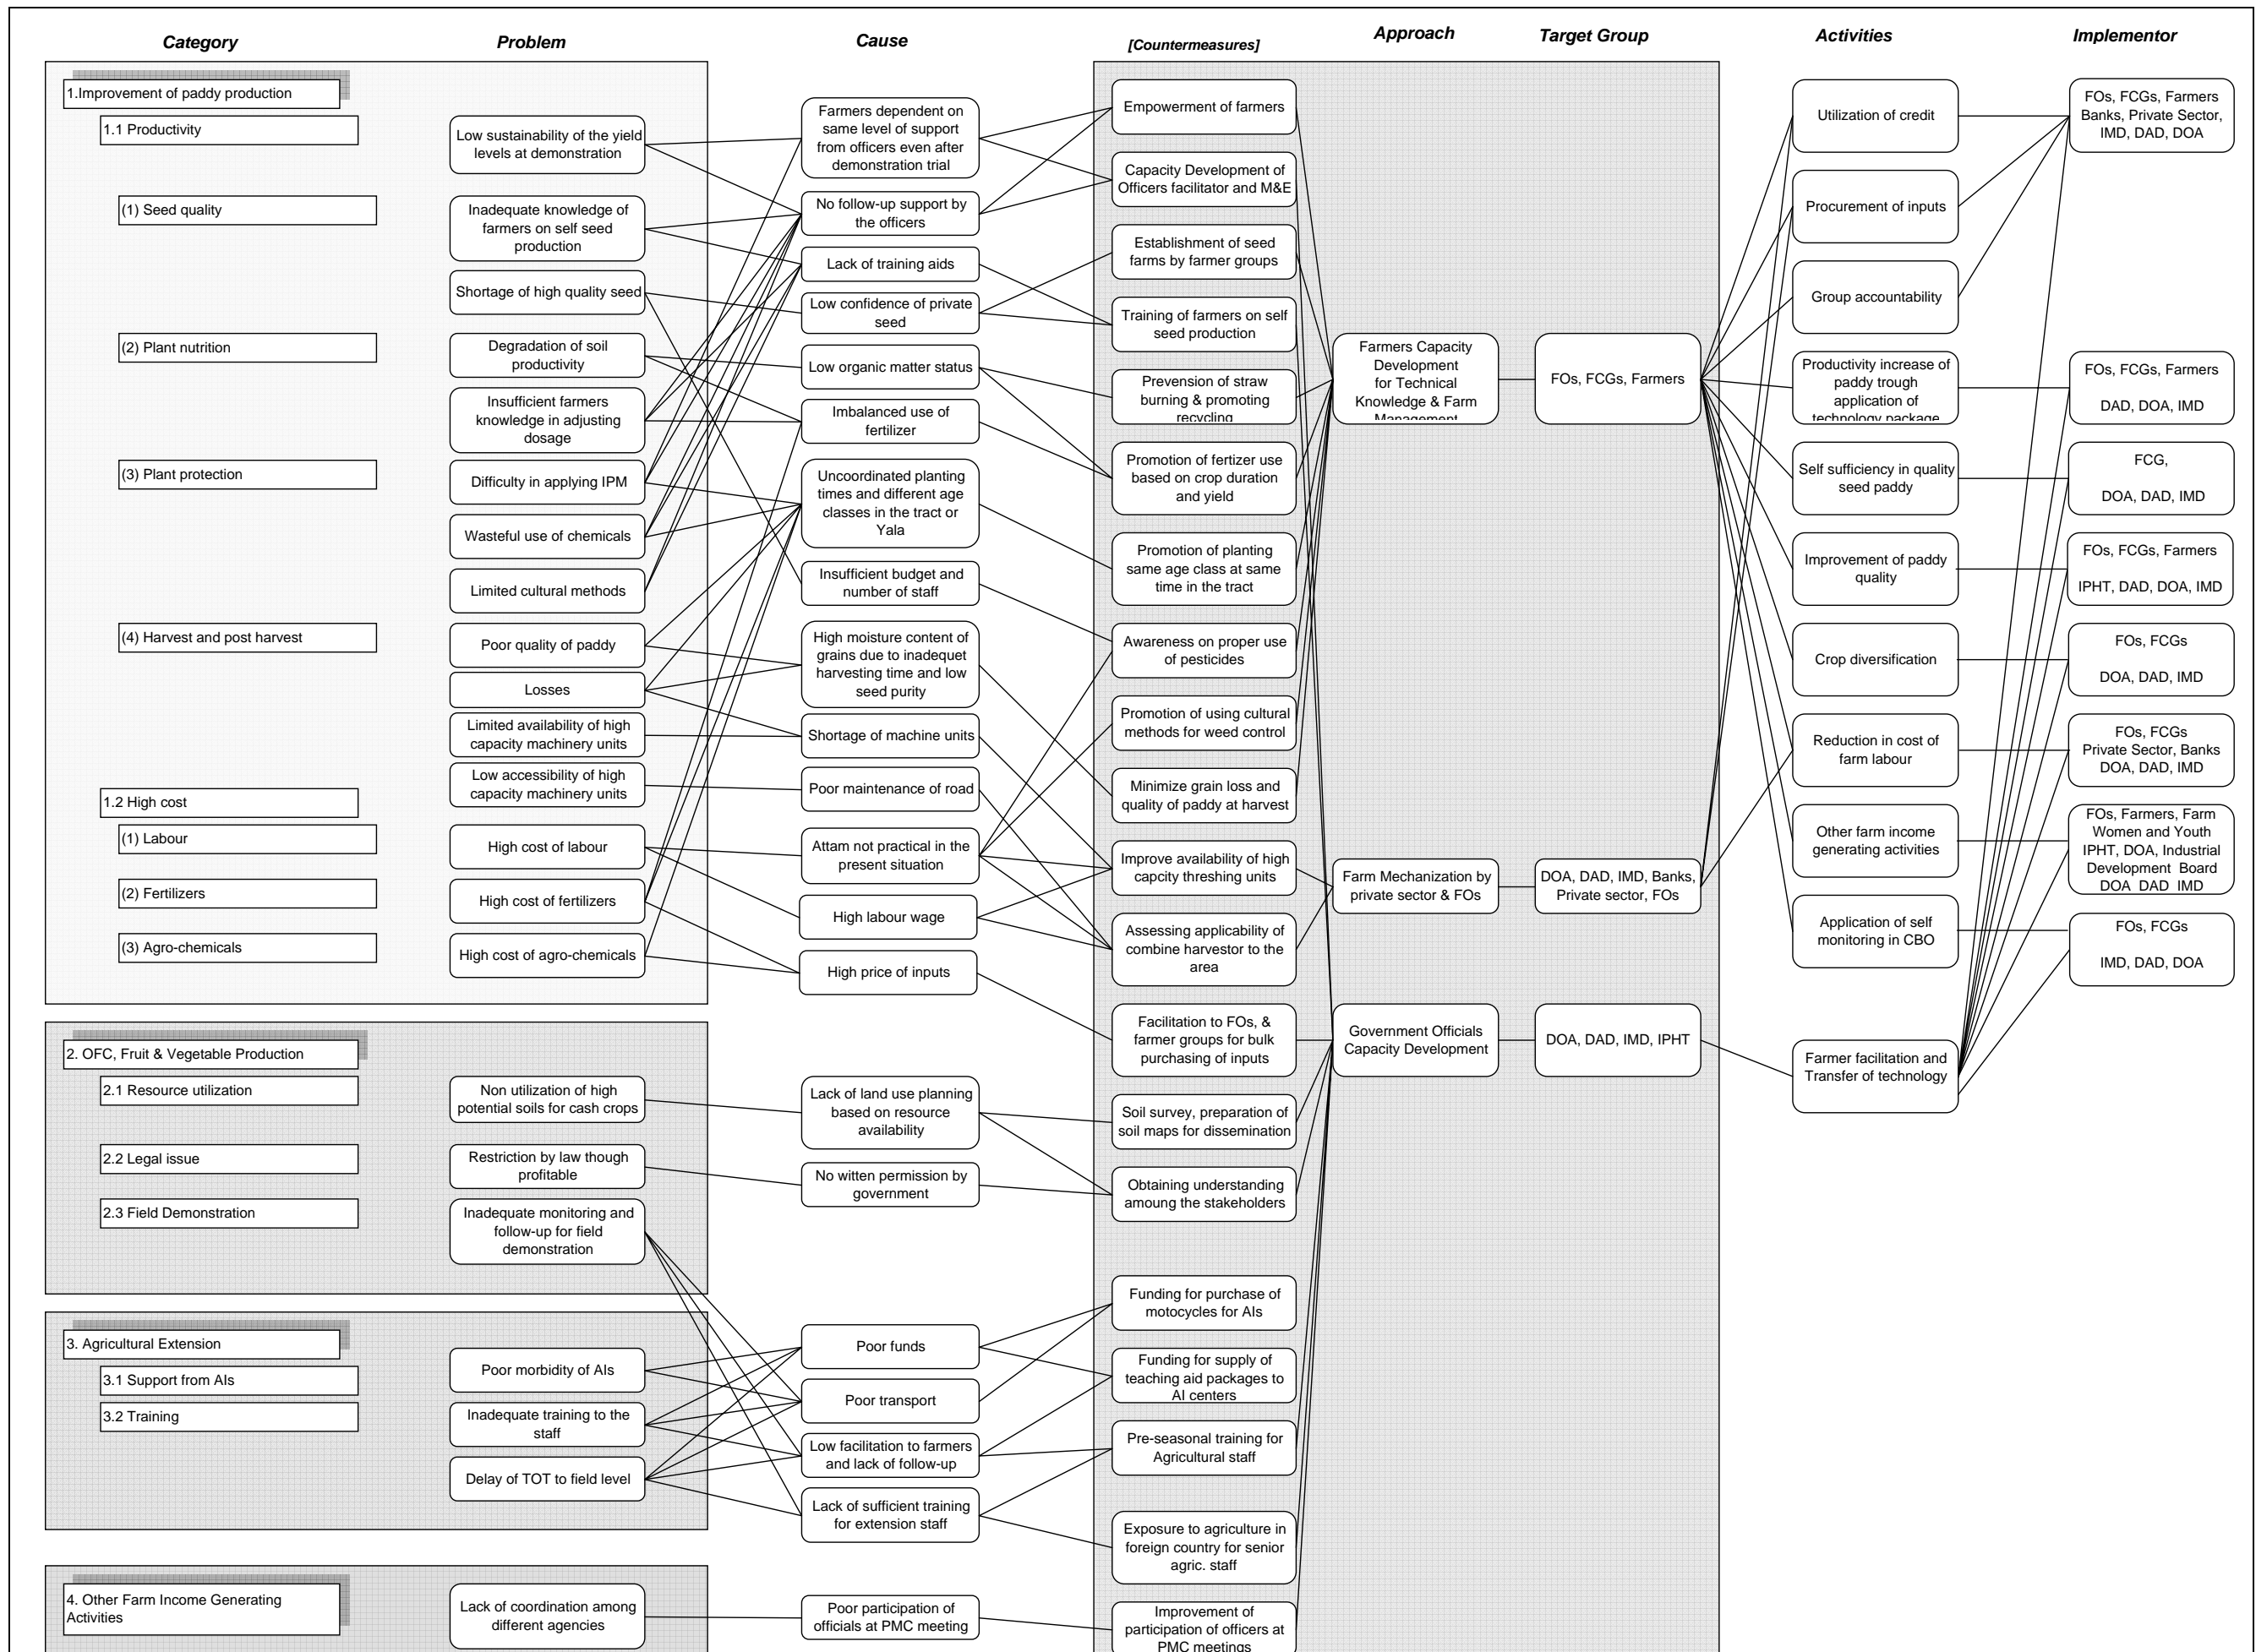 Category
Problem
Cause
[Countermeasures]
Approach
Target Group
Activities
Implementor
1.Improvement of paddy production
1.1 Productivity
(1) Seed quality
(2) Plant nutrition
(3) Plant protection
(4) Harvest and post harvest
1.2 High cost
(1) Labour
(2) Fertilizers
(3) Agro-chemicals
2. OFC, Fruit & Vegetable Production
2.1 Resource utilization
2.2 Legal issue
2.3 Field Demonstration
3. Agricultural Extension
3.1 Support from AIs
3.2 Training
4. Other Farm Income Generating
Activities
Low sustainability of the yield
levels at demonstration
Inadequate knowledge of
farmers on self seed
production
Shortage of high quality seed
Degradation of soil
productivity
Insufficient farmers
knowledge in adjusting
dosage
Difficulty in applying IPM
Wasteful use of chemicals
Limited cultural methods
Poor quality of paddy
Losses
Limited availability of high
capacity machinery units
Low accessibility of high
capacity machinery units
High cost of labour
High cost of fertilizers
High cost of agro-chemicals
Non utilization of high
potential soils for cash crops
Restriction by law though
profitable
Inadequate monitoring and
follow-up for field
demonstration
Poor morbidity of AIs
Inadequate training to the
staff
Delay of TOT to field level
Lack of coordination among
different agencies
Farmers dependent on
same level of support
from officers even after
demonstration trial
No follow-up support by
the officers
Lack of training aids
Low confidence of private
seed
Low organic matter status
Imbalanced use of
fertilizer
Uncoordinated planting
times and different age
classes in the tract or
Yala
Insufficient budget and
number of staff
High moisture content of
grains due to inadequet
harvesting time and low
seed purity
Shortage of machine units
Poor maintenance of road
Attam not practical in the
present situation
High labour wage
High price of inputs
Lack of land use planning
based on resource
availability
No witten permission by
government
Poor funds
Poor transport
Low facilitation to farmers
and lack of follow-up
Lack of sufficient training
for extension staff
Poor participation of
officials at PMC meeting
Empowerment of farmers
Capacity Development of
Officers facilitator and M&E
Establishment of seed
farms by farmer groups
Training of farmers on self
seed production
Prevension of straw
burning & promoting
recycling
Promotion of fertizer use
based on crop duration
and yield
Promotion of planting
same age class at same
time in the tract
Awareness on proper use
of pesticides
Promotion of using cultural
methods for weed control
Minimize grain loss and
quality of paddy at harvest
Improve availability of high
capcity threshing units
Assessing applicability of
combine harvestor to the
area
Facilitation to FOs, &
farmer groups for bulk
purchasing of inputs
Soil survey, preparation of
soil maps for dissemination
Obtaining understanding
amoung the stakeholders
Funding for purchase of
motocycles for AIs
Funding for supply of
teaching aid packages to
AI centers
Pre-seasonal training for
Agricultural staff
Exposure to agriculture in
foreign country for senior
agric. staff
Improvement of
participation of officers at
PMC meetings
Farmers Capacity
Development
for Technical
Knowledge & Farm
Management
Farm Mechanization by
private sector & FOs
Government Officials
Capacity Development
FOs, FCGs, Farmers
DOA, DAD, IMD, Banks,
Private sector, FOs
DOA, DAD, IMD, IPHT
Utilization of credit
Procurement of inputs
Group accountability
Productivity increase of
paddy trough
application of
technology package
Self sufficiency in quality
seed paddy
Improvement of paddy
quality
Crop diversification
Reduction in cost of
farm labour
Other farm income
generating activities
Application of self
monitoring in CBO
Farmer facilitation and
Transfer of technology
FOs, FCGs, Farmers
Banks, Private Sector,
IMD, DAD, DOA
FOs, FCGs, Farmers
DAD, DOA, IMD
FCG,
DOA, DAD, IMD
FOs, FCGs, Farmers
IPHT, DAD, DOA, IMD
FOs, FCGs
DOA, DAD, IMD
FOs, FCGs
Private Sector, Banks
DOA, DAD, IMD
FOs, Farmers, Farm
Women and Youth
IPHT, DOA, Industrial
Development Board
DOA DAD IMD
FOs, FCGs
IMD, DAD, DOA